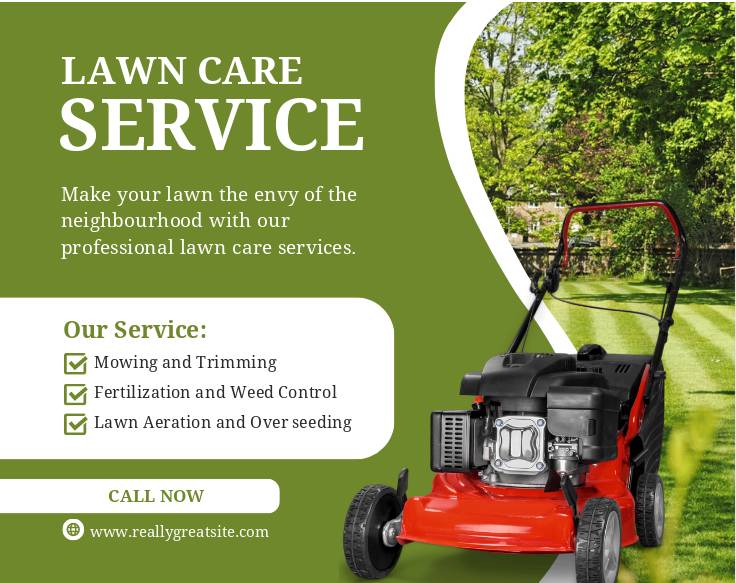 LAWN CARE
SERVICE
Make your lawn the envy of the
neighbourhood with our
professional lawn care services.
Our Service:
Mowing and Trimming
Fertilization and Weed Control
Lawn Aeration and Over seeding
CALL NOW
www.reallygreatsite.com